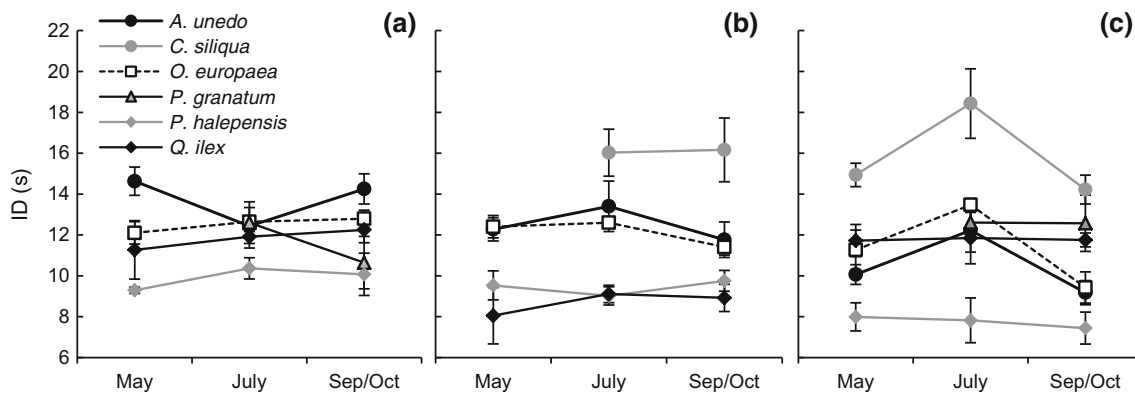 (a)
(b)
(c)
A. unedo
C. siliqua
O. europaea
P. granatum
P. halepensis
Q. ilex
ID (s)
22
20
18
16
14
12
10
8
6
May July Sep/Oct May July Sep/Oct May July Sep/Oct